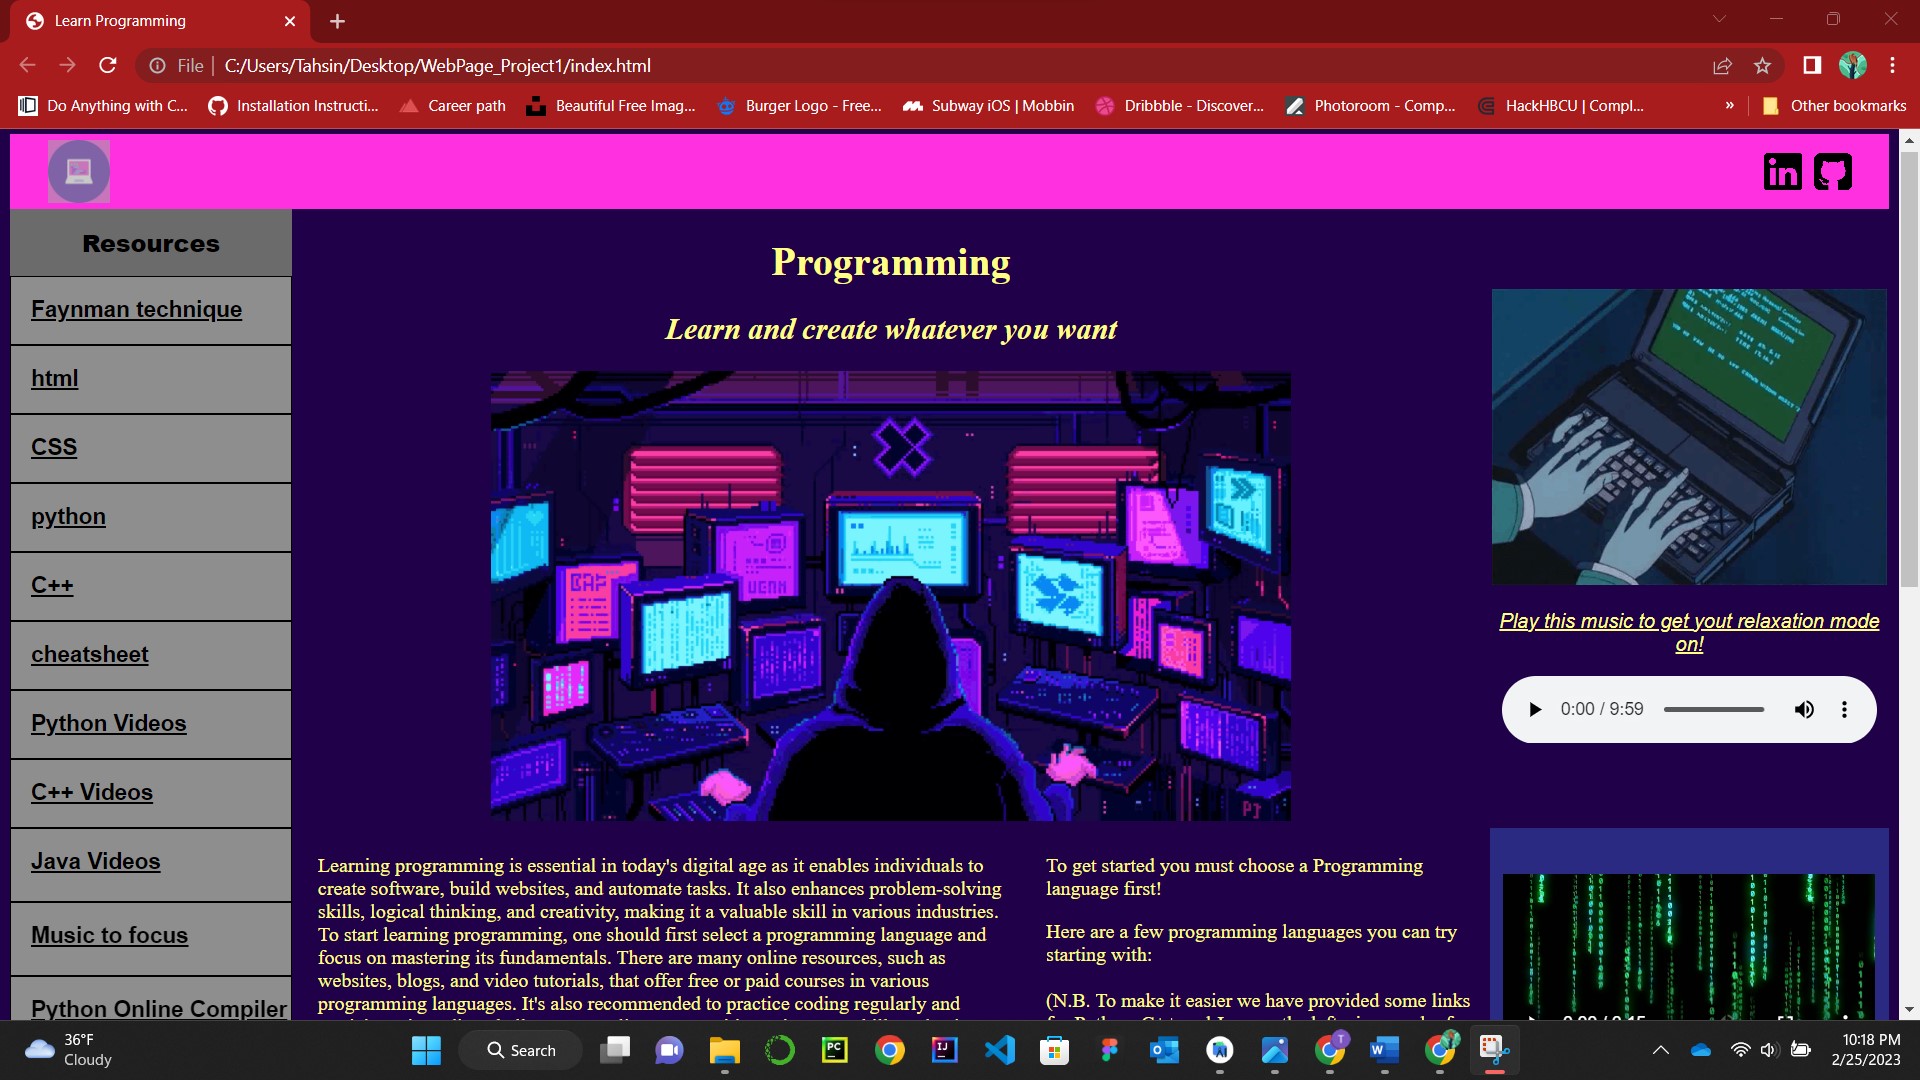 Learn Programming
File
C:/Users/Tahsin/Desktop/WebPage_Project1/index.html
Do Anything with C...
Installation Instructi...
Career path
Beautiful Free Imag...
Burger Logo - Free...
Subway iOS | Mobbin
Dribbble - Discover...
Photoroom - Comp...
HackHBCU | Compl...
»
Other bookmarks
in
Resources
Faynman technique
html
CSS
python
C++
cheatsheet
Python Videos
C++ Videos
Java Videos
Music to focus
Python Online Compiler
Programming
Learn and create whatever you want
Learning programming is essential in today's digital age as it enables individuals to
create software, build websites, and automate tasks. It also enhances problem-solving
skills, logical thinking, and creativity, making it a valuable skill in various industries.
To start learning programming, one should first select a programming language and
focus on mastering its fundamentals. There are many online resources, such as
websites, blogs, and video tutorials, that offer free or paid courses in various
programming languages. It's also recommended to practice coding regularly and
To get started you must choose a Programming
language first!
Here are a few programming languages you can try
starting with:
(N.B. To make it easier we have provided some links
Play this music to get yout relaxation mode
on!
0:00 / 9:59
36°F
Cloudy
Search
PC
IJ
T
W
10:18 PM
2/25/2023